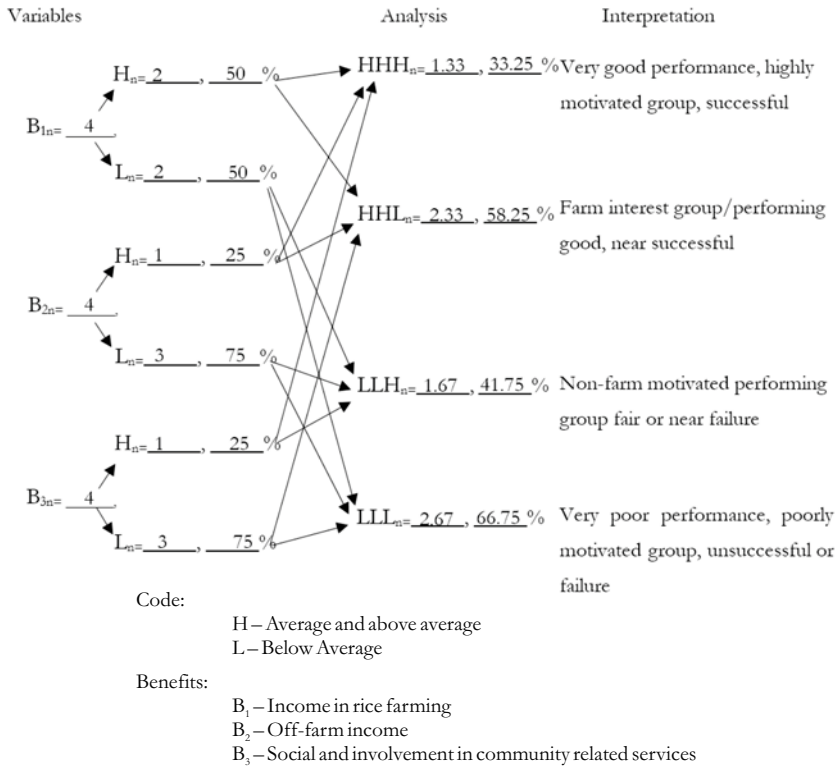 Variables Analysis Interpretation
Hn= 2 , 50 % HHHn= 1.33 , 33.25 % Very good performance, highly
motivated group, successful
B1n= 4
Ln= 2 , 50 %
HHLn= 2.33 , 58.25 % Farm interest group/performing
good, near successful
Hn= 1 , 25 %
B2n= 4
Ln= 3 , 75 %
LLHn= 1.67 , 41.75 % Non-farm motivated performing
group fair or near failure
Hn= 1 , 25 %
B3n= 4
LLLn= 2.67 , 66.75 % Very poor performance, poorly
Ln= 3 , 75 % motivated group, unsuccessful or
failure
Code:
H – Average and above average
L – Below Average
Benefits:
B1 – Income in rice farming
B2 – Off-farm income
B3 – Social and involvement in community related services